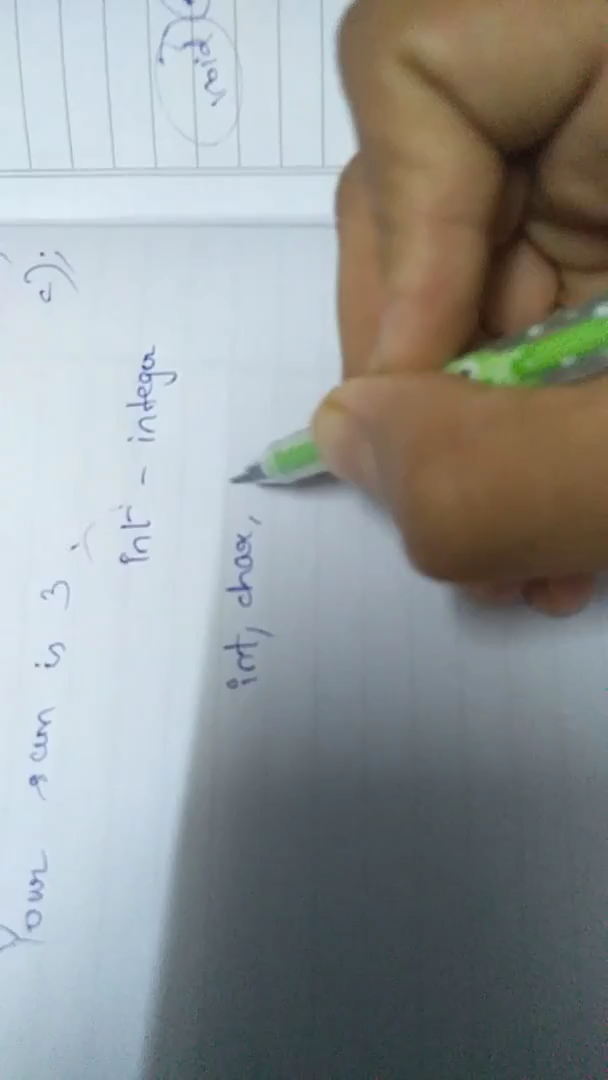 void
c);
Your sum is 3
int - integer
int, char,